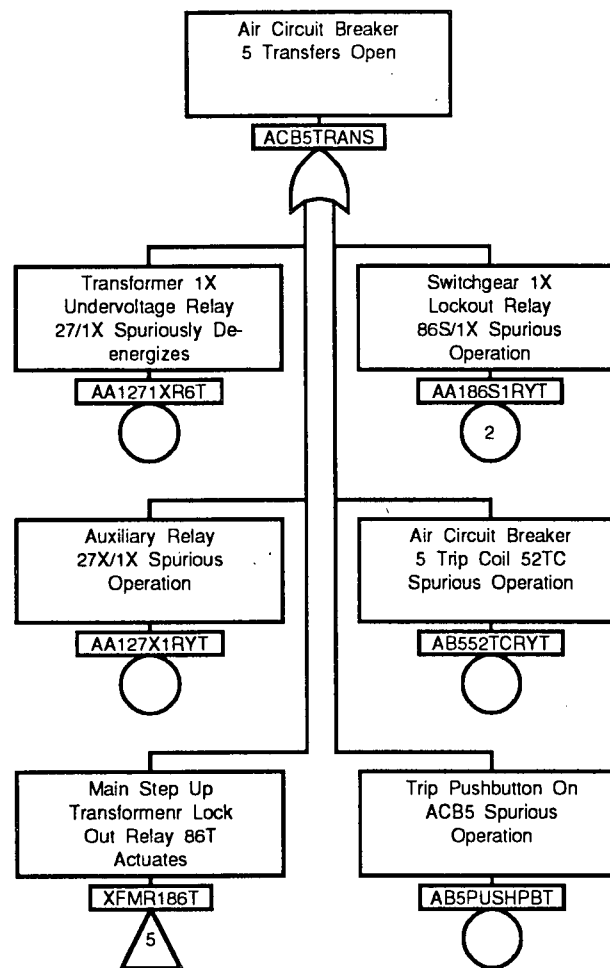 Air Circuit Breaker
5 Transfers Open
ACB5TRANS
Transformer 1X
Undervoltage Relay
27/1X Spuriously De-
energizes
AA1271XR6T
Switchgear 1X
Lockout Relay
86S/1X Spurious
Operation
AA186S1RYT
2
Auxiliary Relay
27X/1X Spurious
Operation
AA127X1RYT
Air Circuit Breaker
5 Trip Coil 52TC
Spurious Operation
AB552TCRYT
Main Step Up
Transformenr Lock
Out Relay 86T
Actuates
XFMR186T
5
Trip Pushbutton On
ACB5 Spurious
Operation
AB5PUSHPBT